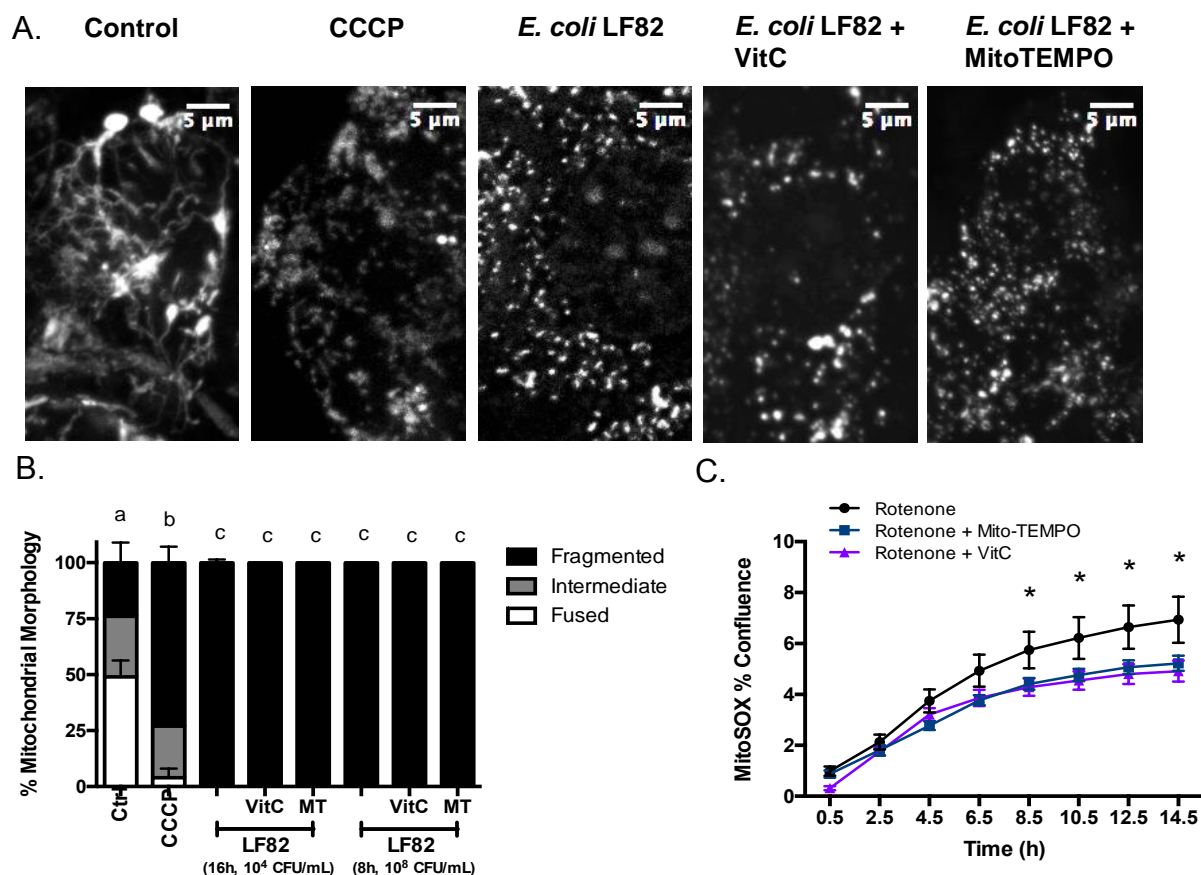 A.
Control
CCCP
E. coli LF82
E. coli LF82 +
VitC
E. coli LF82 +
MitoTEMPO
5 µm
5 µm
5 µm
5 µm
5 µm
B.
% Mitochondrial Morphology
100
75
50
25
0
a
b
c
c
c
c
c
c
Fragmented
Intermediate
Fused
Ctrl
CCCP
VitC
MT
VitC
MT
LF82
LF82
(16h, 10⁴ CFU/mL)
(8h, 10⁸ CFU/mL)
C.
Rotenone
Rotenone + Mito-TEMPO
Rotenone + VitC
MitoSOX % Confluence
10
8
6
4
2
0
*
*
*
*
0.5
2.5
4.5
6.5
8.5
10.5
12.5
14.5
Time (h)